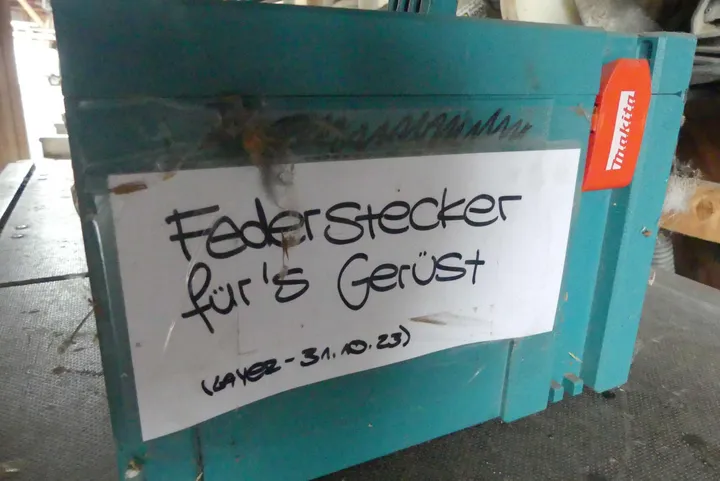 Federstecker
für's Gerüst
(LAYER - 31.10.23)
makita